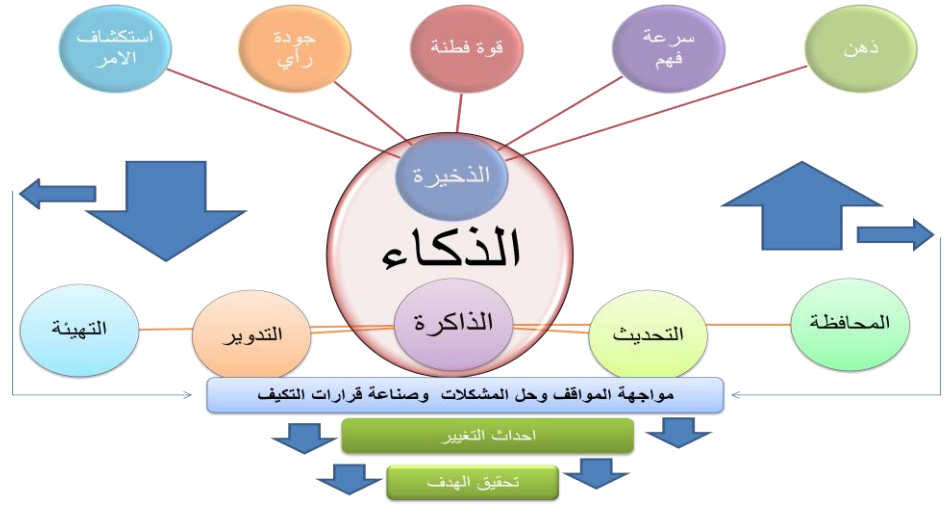 ذهن
سرعة
فهم
قوة فطنة
جودة
رأي
استكشاف
الامر
الذخيرة
الذكاء
المحافظة
التحديث
الذاكرة
التدوير
التهيئة
مواجهة المواقف وحل المشكلات وصناعة قرارات التكيف
احداث التغيير
تحقيق الهدف